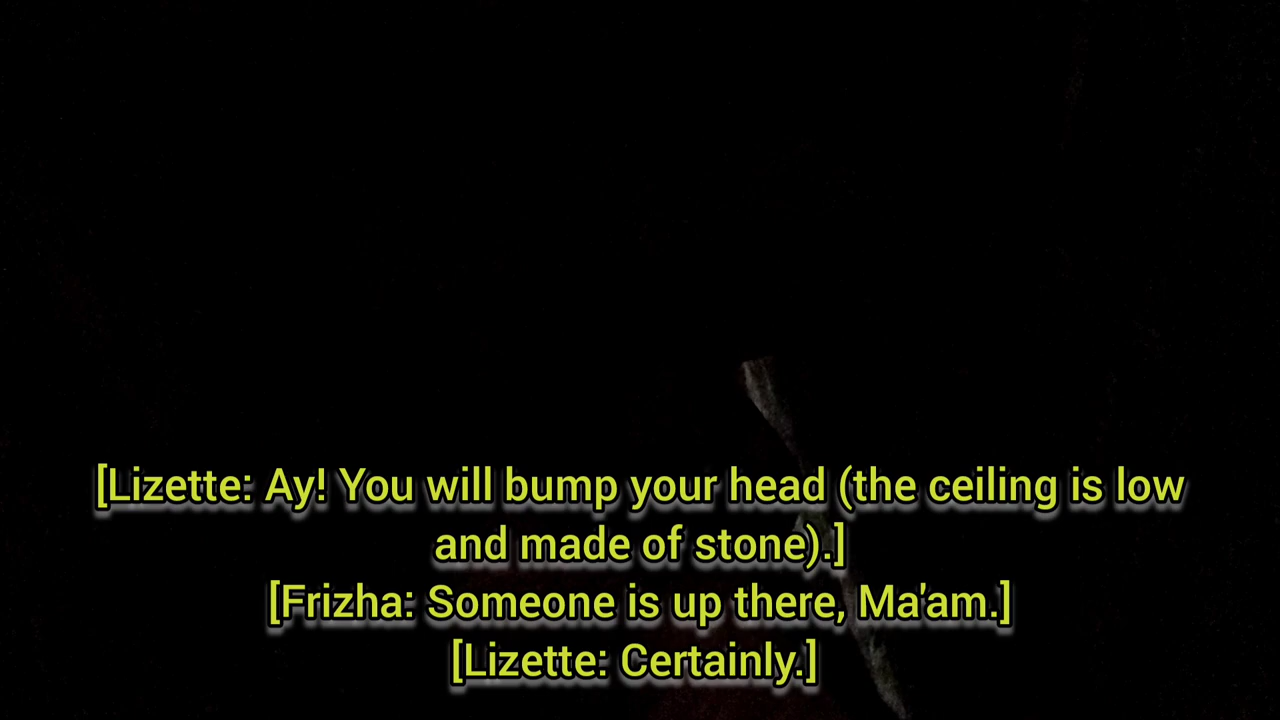 [Lizette: Ay! You will bump your head (the ceiling is low
and made of stone).]
[Frizha: Someone is up there, Ma'am.]
[Lizette: Certainly.]